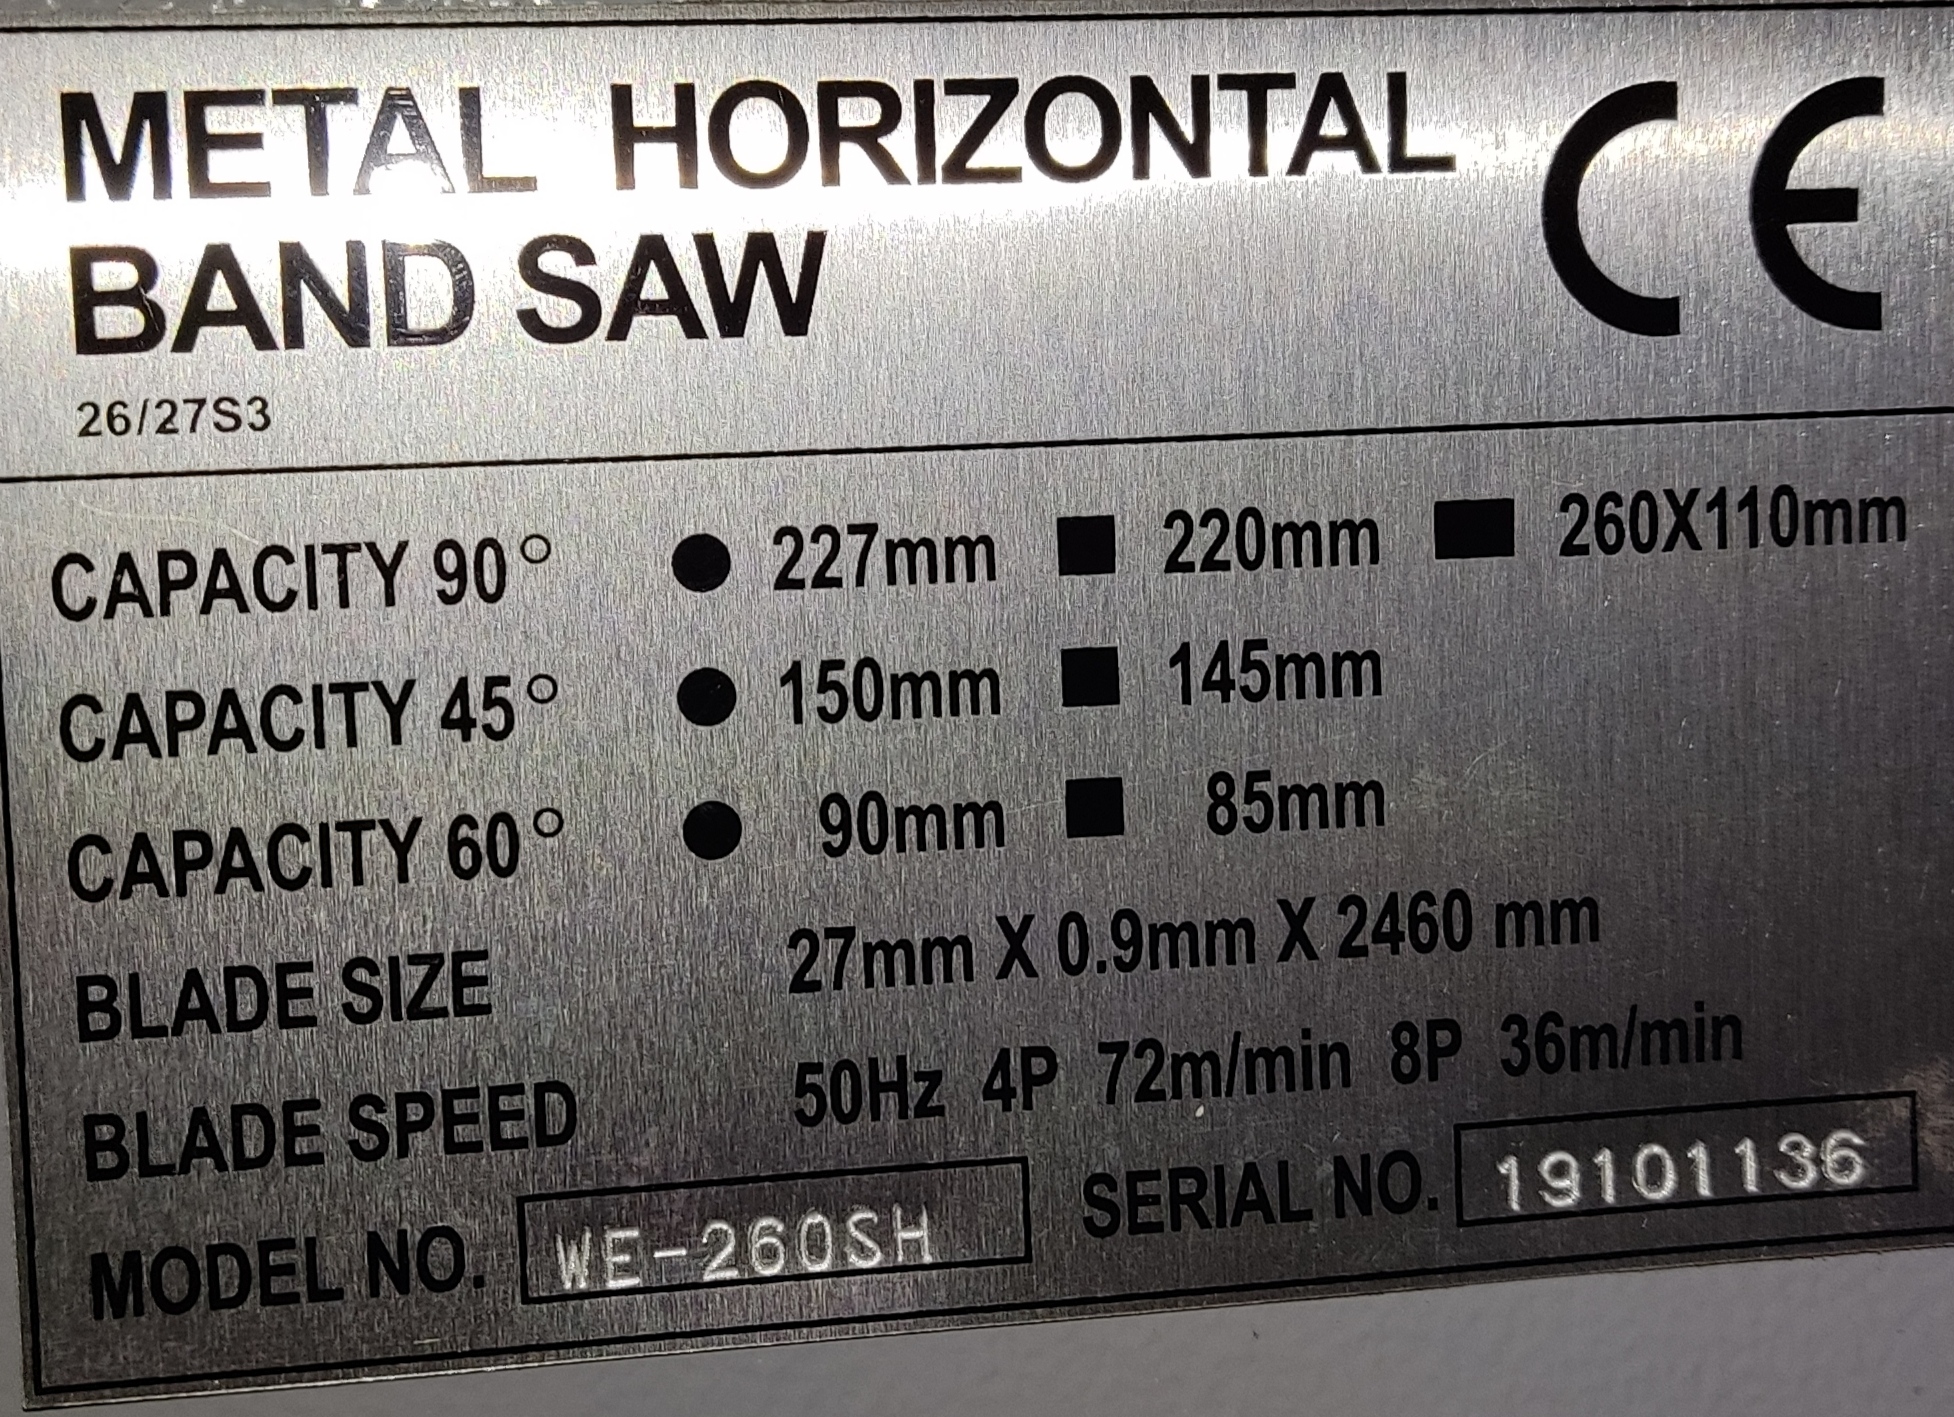 METAL HORIZONTAL CE
BAND SAW
26/27S3
CAPACITY 90° ● 227mm ■ 220mm ▬ 260X110mm
CAPACITY 45° ● 150mm ■ 145mm
CAPACITY 60° ● 90mm ■ 85mm
BLADE SIZE 27mm X 0.9mm X 2460 mm
BLADE SPEED 50Hz 4P 72m/min 8P 36m/min
MODEL NO. WE-260SH SERIAL NO. 19101136